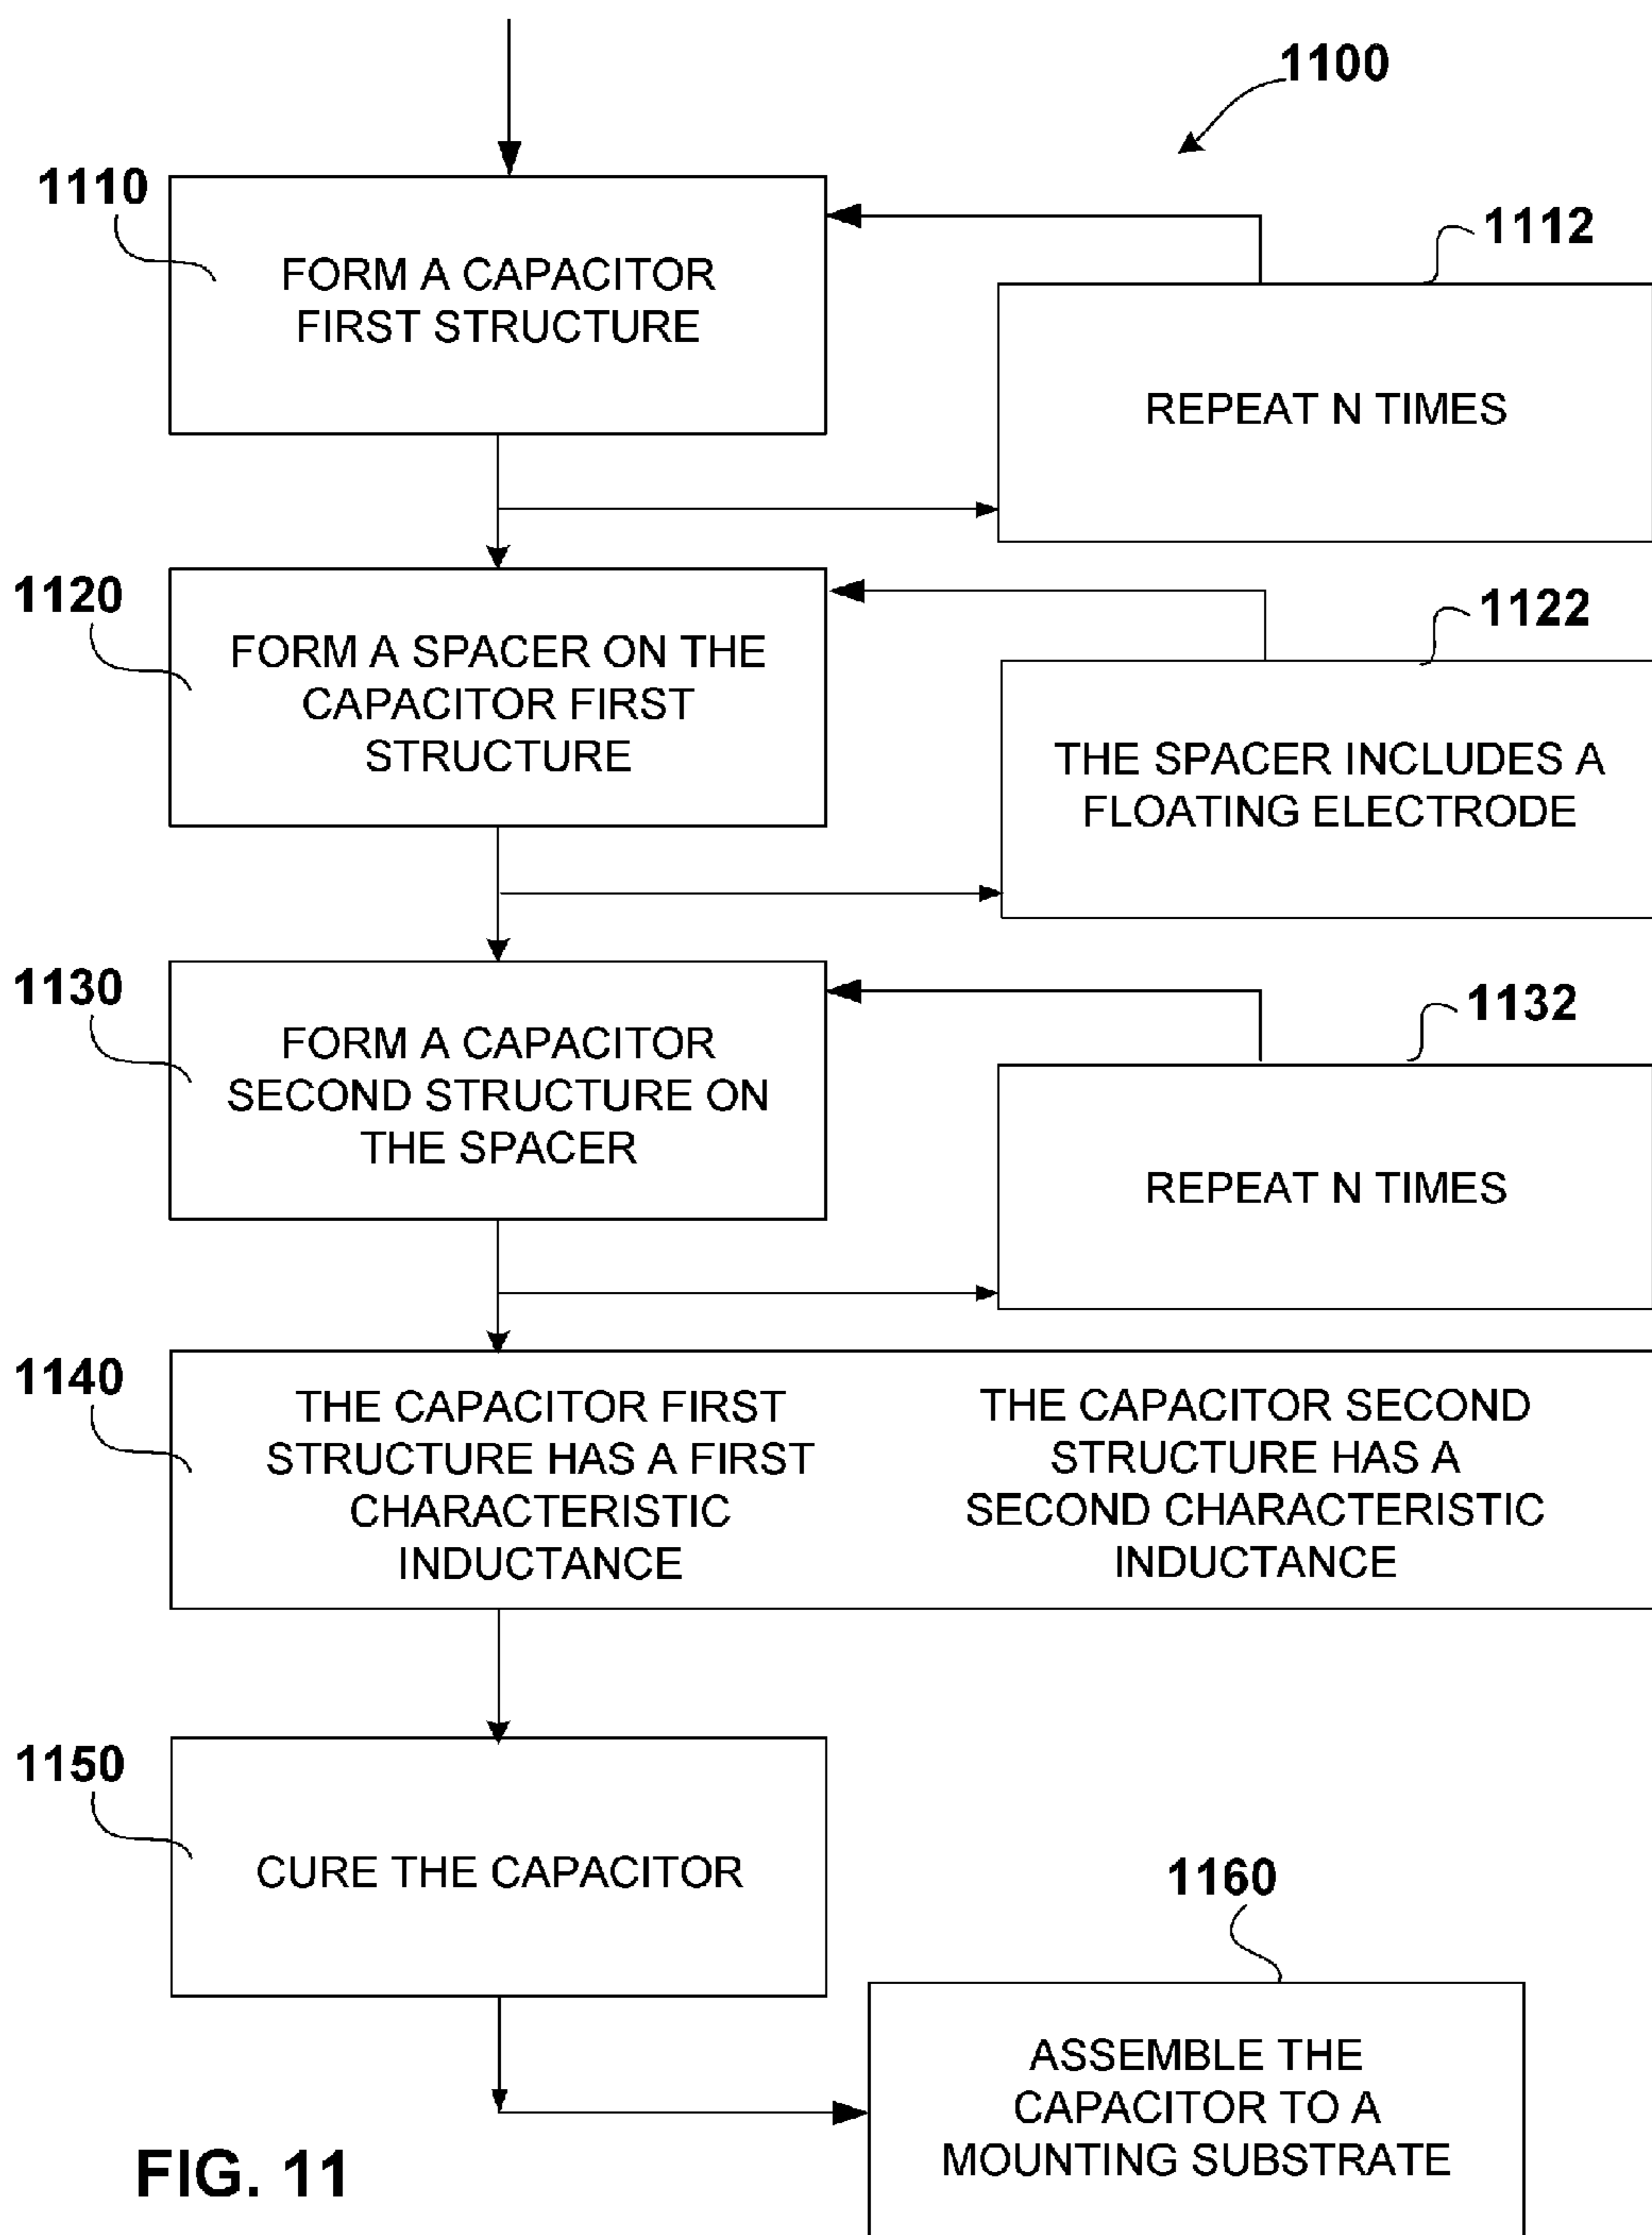 1100
1110
FORM A CAPACITOR
FIRST STRUCTURE
1112
REPEAT N TIMES
1120
FORM A SPACER ON THE
CAPACITOR FIRST
STRUCTURE
1122
THE SPACER INCLUDES A
FLOATING ELECTRODE
1130
FORM A CAPACITOR
SECOND STRUCTURE ON
THE SPACER
1132
REPEAT N TIMES
1140
THE CAPACITOR FIRST
STRUCTURE HAS A FIRST
CHARACTERISTIC
INDUCTANCE
THE CAPACITOR SECOND
STRUCTURE HAS A
SECOND CHARACTERISTIC
INDUCTANCE
1150
CURE THE CAPACITOR
1160
ASSEMBLE THE
CAPACITOR TO A
MOUNTING SUBSTRATE
FIG. 11